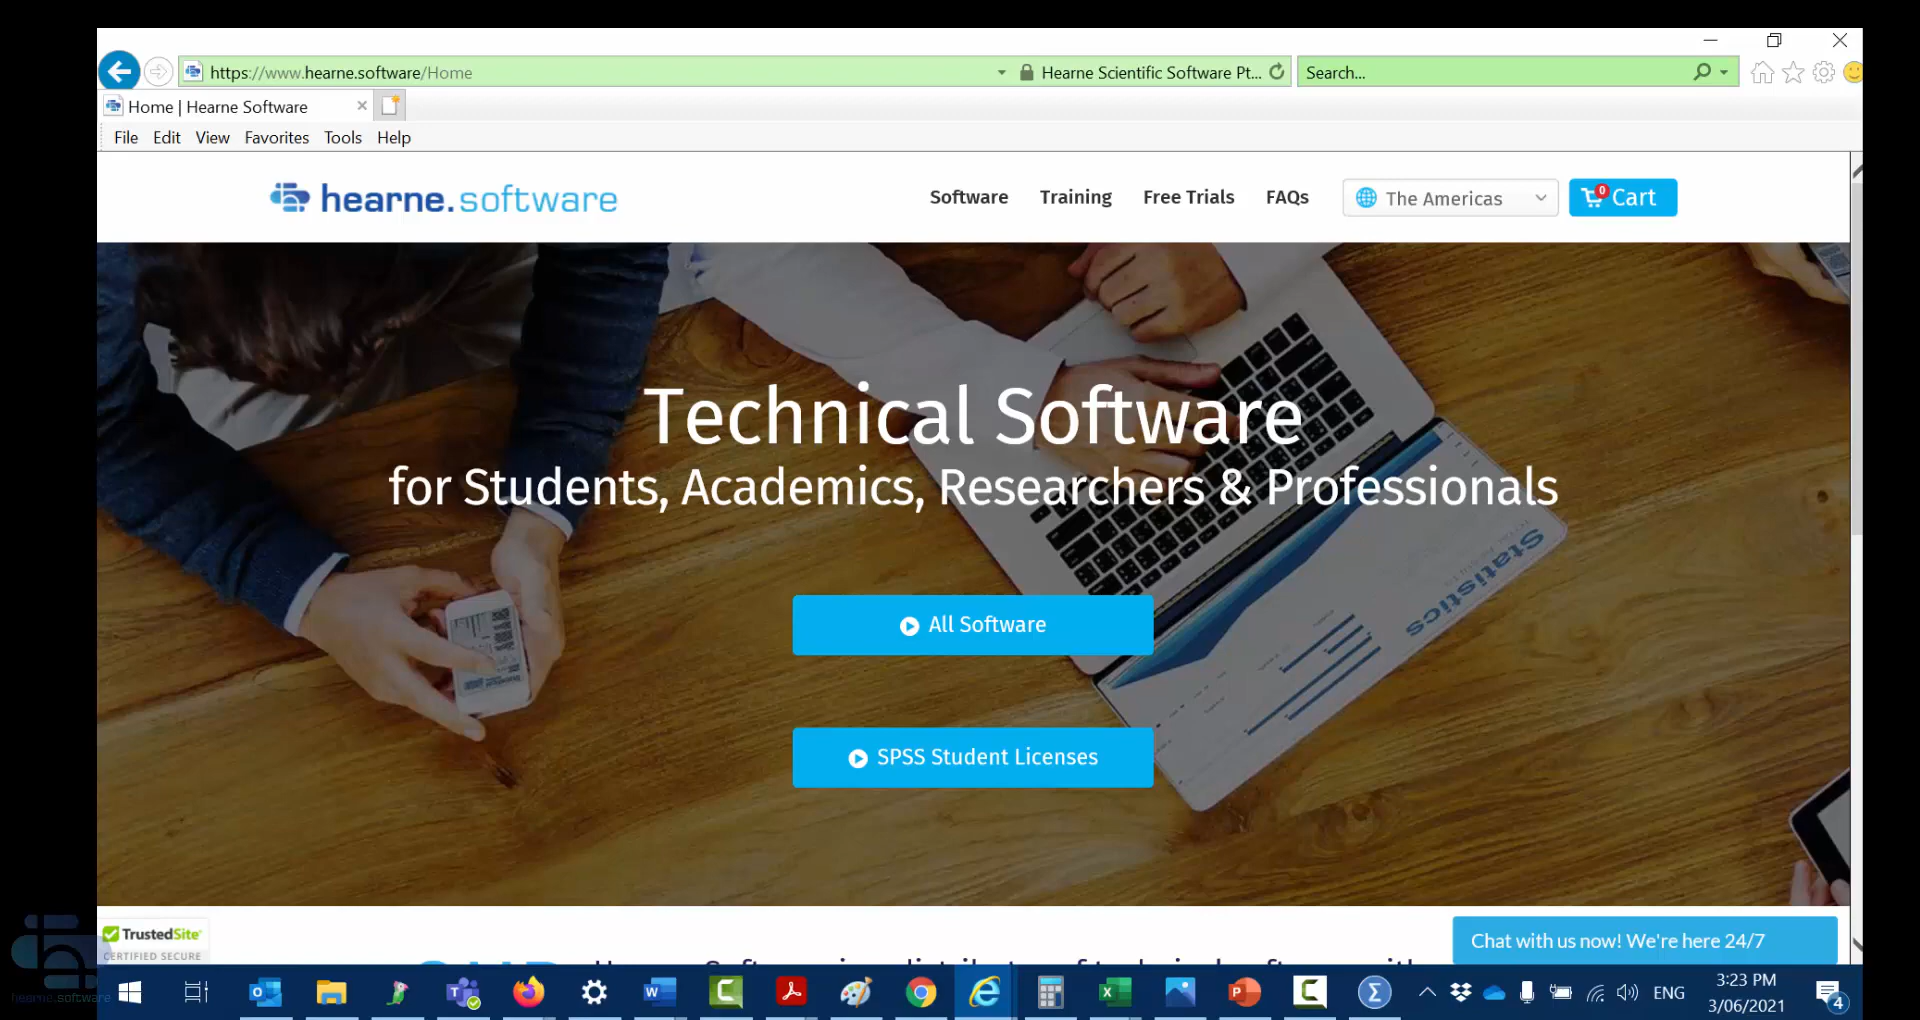 https://www.hearne.software/Home
Hearne Scientific Software Pt...
Search...
Home | Hearne Software
File Edit View Favorites Tools Help
hearne.software
Software Training Free Trials FAQs The Americas 0 Cart
Technical Software
for Students, Academics, Researchers & Professionals
Statistics
All Software
SPSS Student Licenses
TrustedSite
CERTIFIED SECURE
Chat with us now! We're here 24/7
hearne.software
ENG
3:23 PM
3/06/2021
4